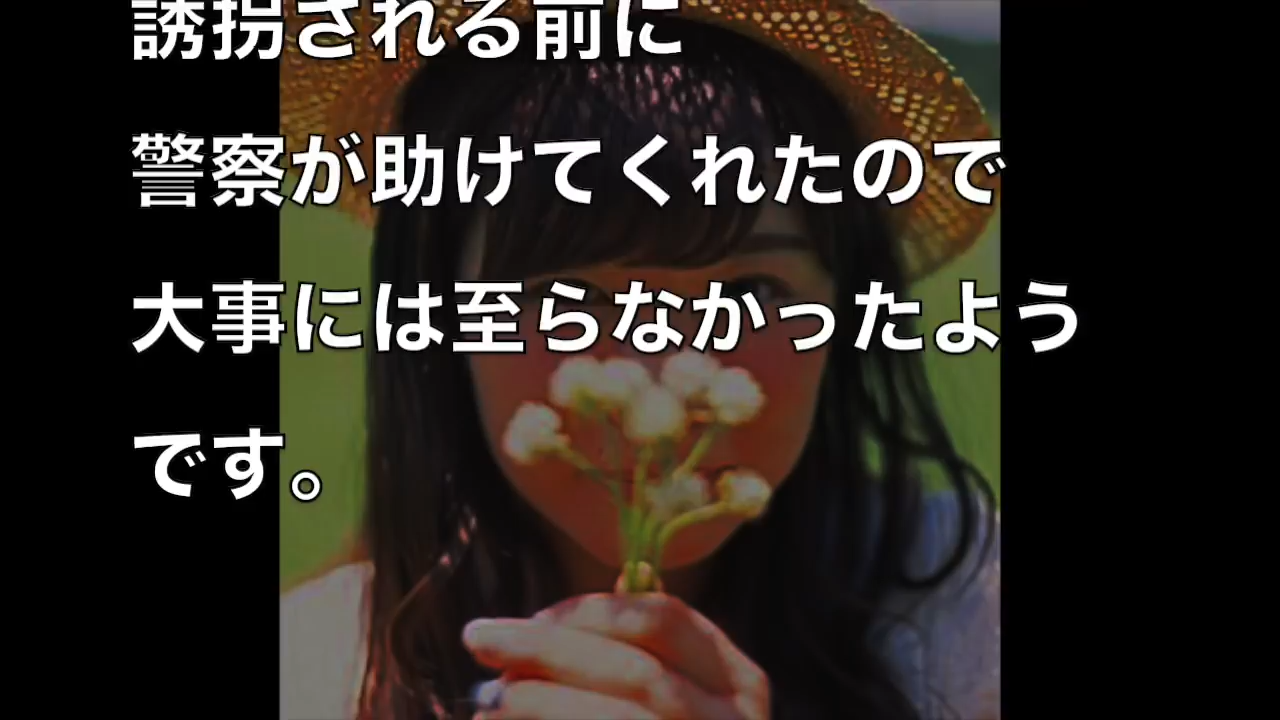 誘拐される前に
警察が助けてくれたので
大事には至らなかったよう
です。